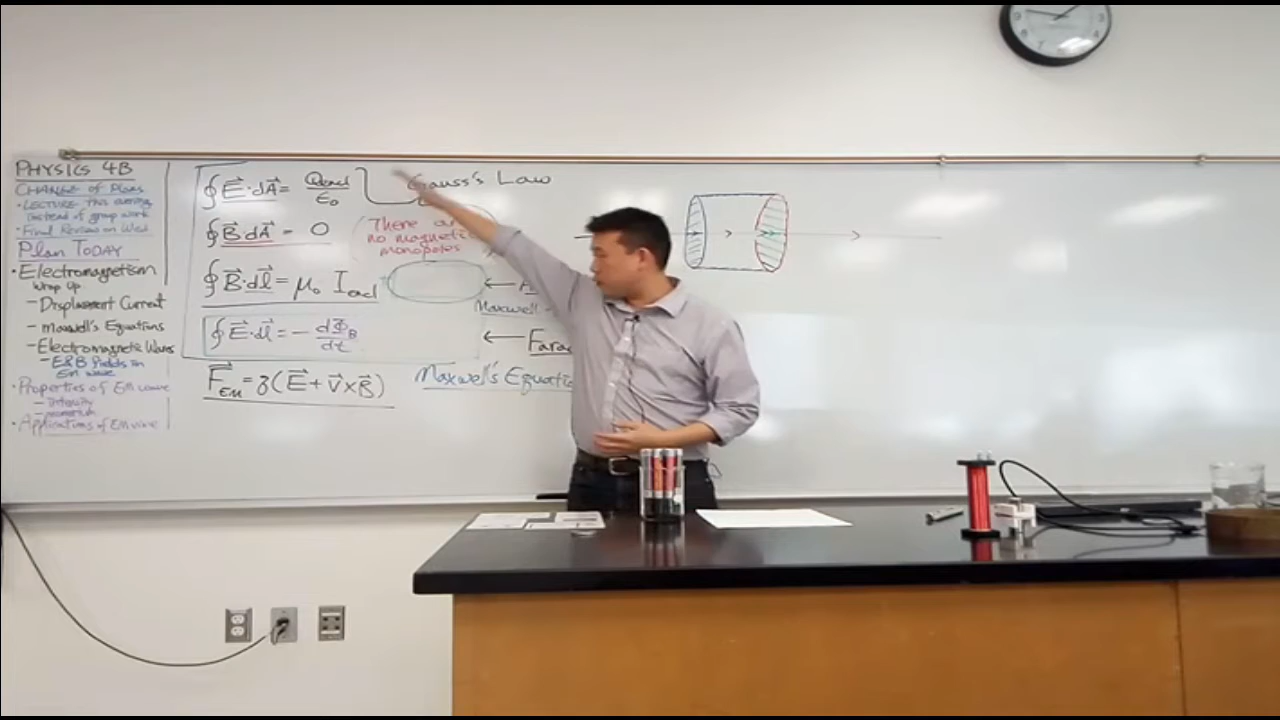 PHYSICS 4B
CHANGE of Plans
• LECTURE this evening
instead of group work
• Final Review on Wed
Plan TODAY
• Electromagnetism
wrap up
- Displacement Current
- Maxwell's Equations
- Electromagnetic Waves
- E&B fields in
EM wave
• Properties of EM wave
- intensity
- momentum
• Applications of EM wave
∮E⃗·dA⃗ = Qencl/ε₀
Gauss's Law
∮B⃗·dA⃗ = 0
(There are
no magnetic
monopoles
∮B⃗·dl⃗ = μ₀ Iencl
← A
Maxwell -
∮E⃗·dl⃗ = - dΦB/dt
← Fara
F⃗EM = q(E⃗ + v⃗ × B⃗)
Maxwell's Equatio